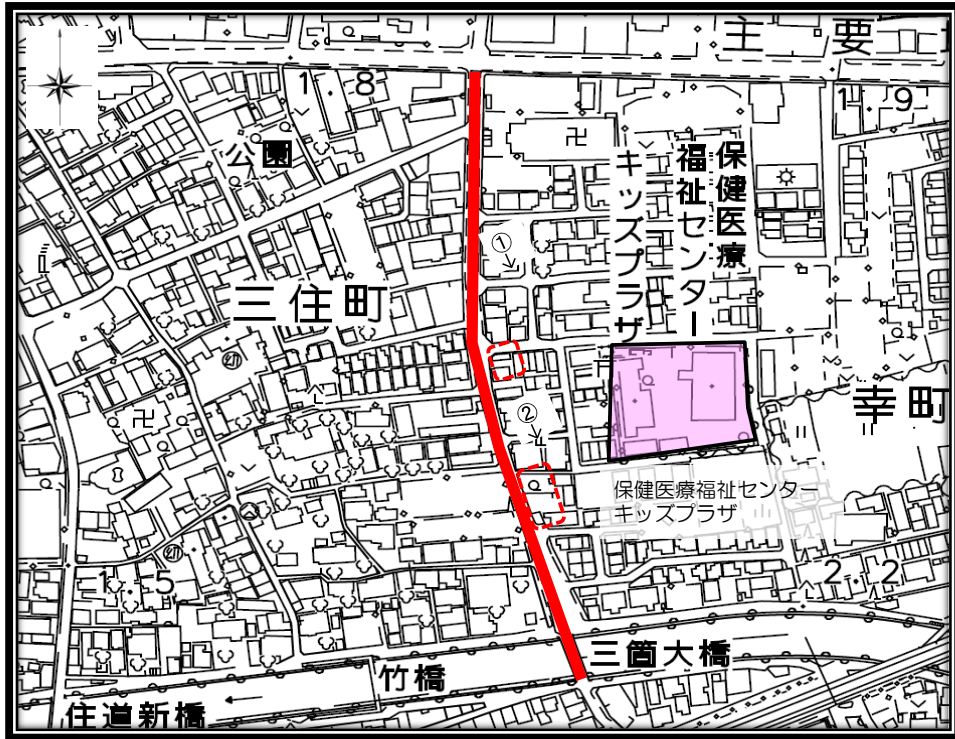 主 要
1.8
1.9
公園
保健医療
福祉センター
キッズプラザ
①
三住町
幼
②
幸町
保健医療福祉センタ
キッズプラザ
幼
1.5
2.2
三箇大橋
竹橋
住道新橋